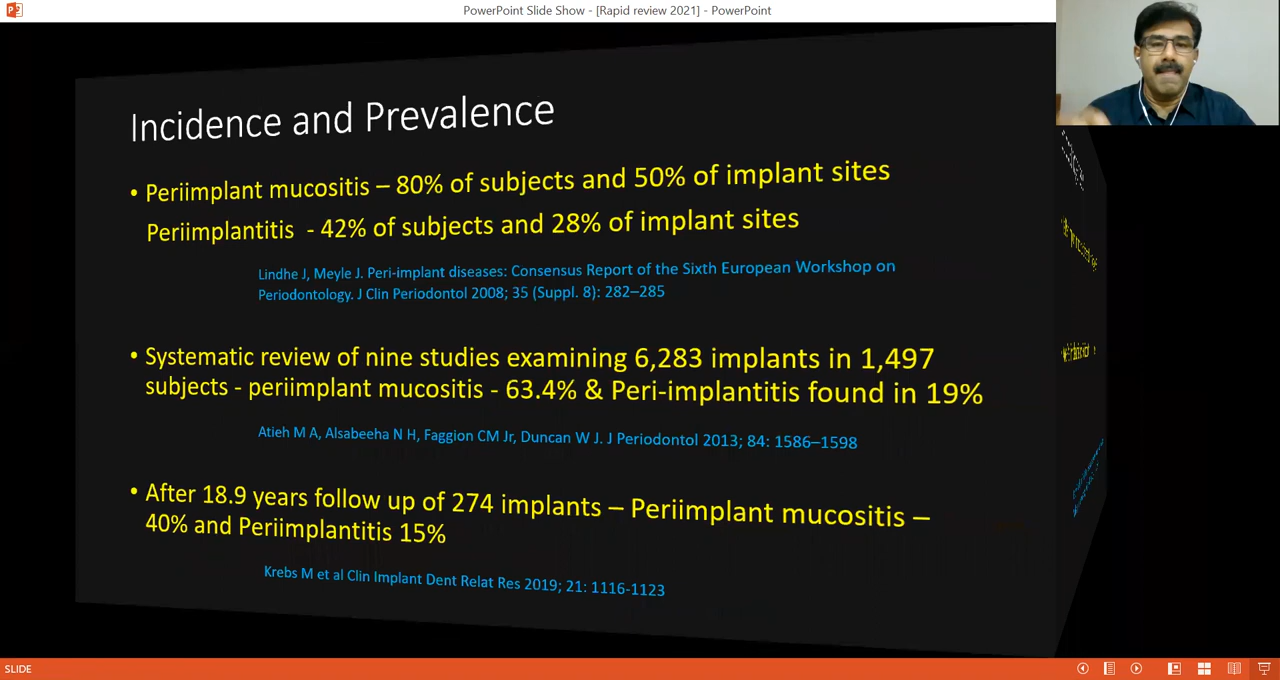 PowerPoint Slide Show - [Rapid review 2021] - PowerPoint
Incidence and Prevalence
• Periimplant mucositis – 80% of subjects and 50% of implant sites
Periimplantitis - 42% of subjects and 28% of implant sites
Lindhe J, Meyle J. Peri-implant diseases: Consensus Report of the Sixth European Workshop on
Periodontology. J Clin Periodontol 2008; 35 (Suppl. 8): 282–285
• Systematic review of nine studies examining 6,283 implants in 1,497
subjects - periimplant mucositis - 63.4% & Peri-implantitis found in 19%
Atieh M A, Alsabeeha N H, Faggion CM Jr, Duncan W J. J Periodontol 2013; 84: 1586–1598
• After 18.9 years follow up of 274 implants – Periimplant mucositis –
40% and Periimplantitis 15%
Krebs M et al Clin Implant Dent Relat Res 2019; 21: 1116-1123
SLIDE